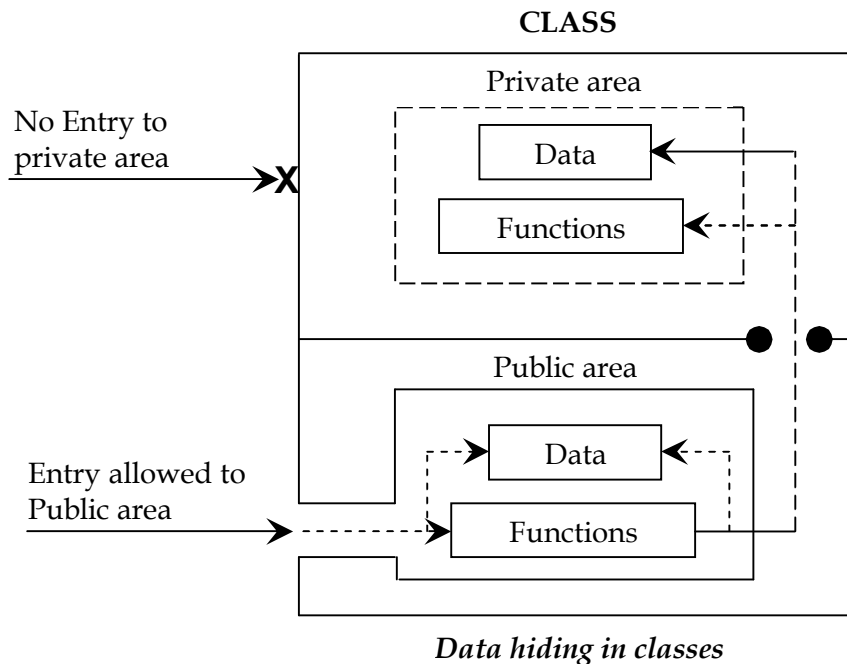 CLASS
Private area
No Entry to
private area
X
Data
Functions
Public area
Entry allowed to
Public area
Data
Functions
Data hiding in classes